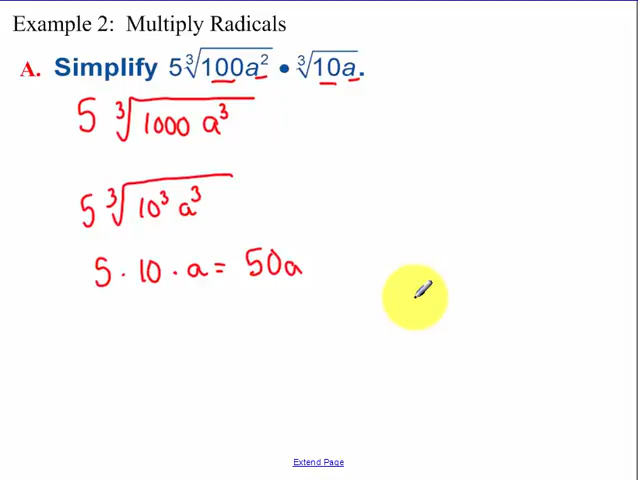 Example 2: Multiply Radicals
A. Simplify 5∛100a² • ∛10a.
5 ∛1000 a³
5 ∛10³ a³
5 · 10 · a = 50a
Extend Page